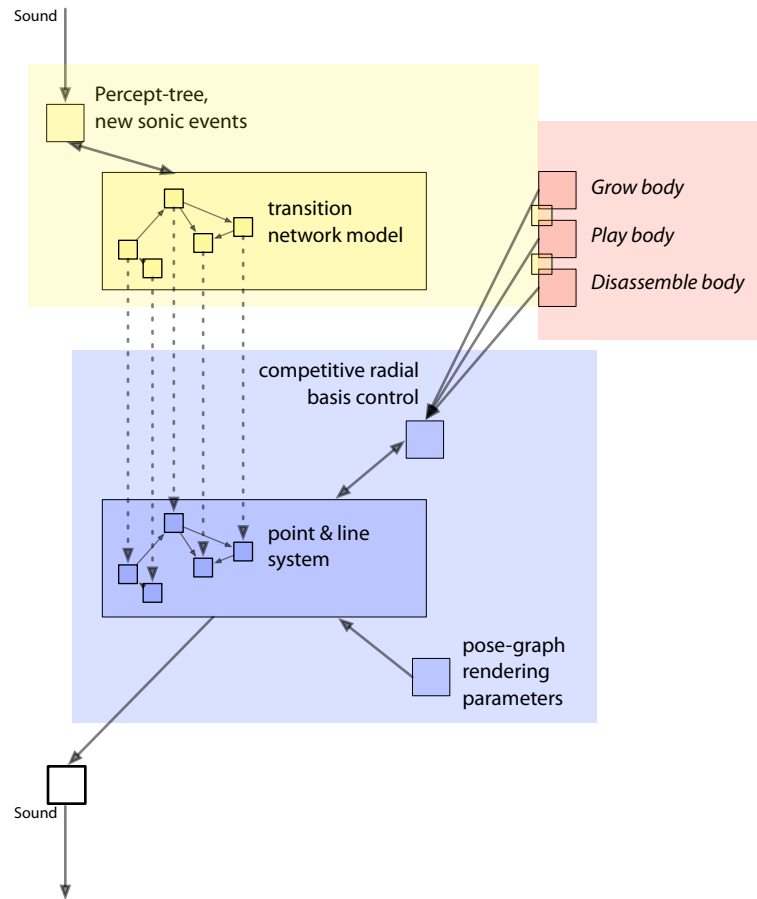 Sound
Percept-tree,
new sonic events
transition
network model
Grow body
Play body
Disassemble body
competitive radial
basis control
point & line
system
pose-graph
rendering
parameters
Sound